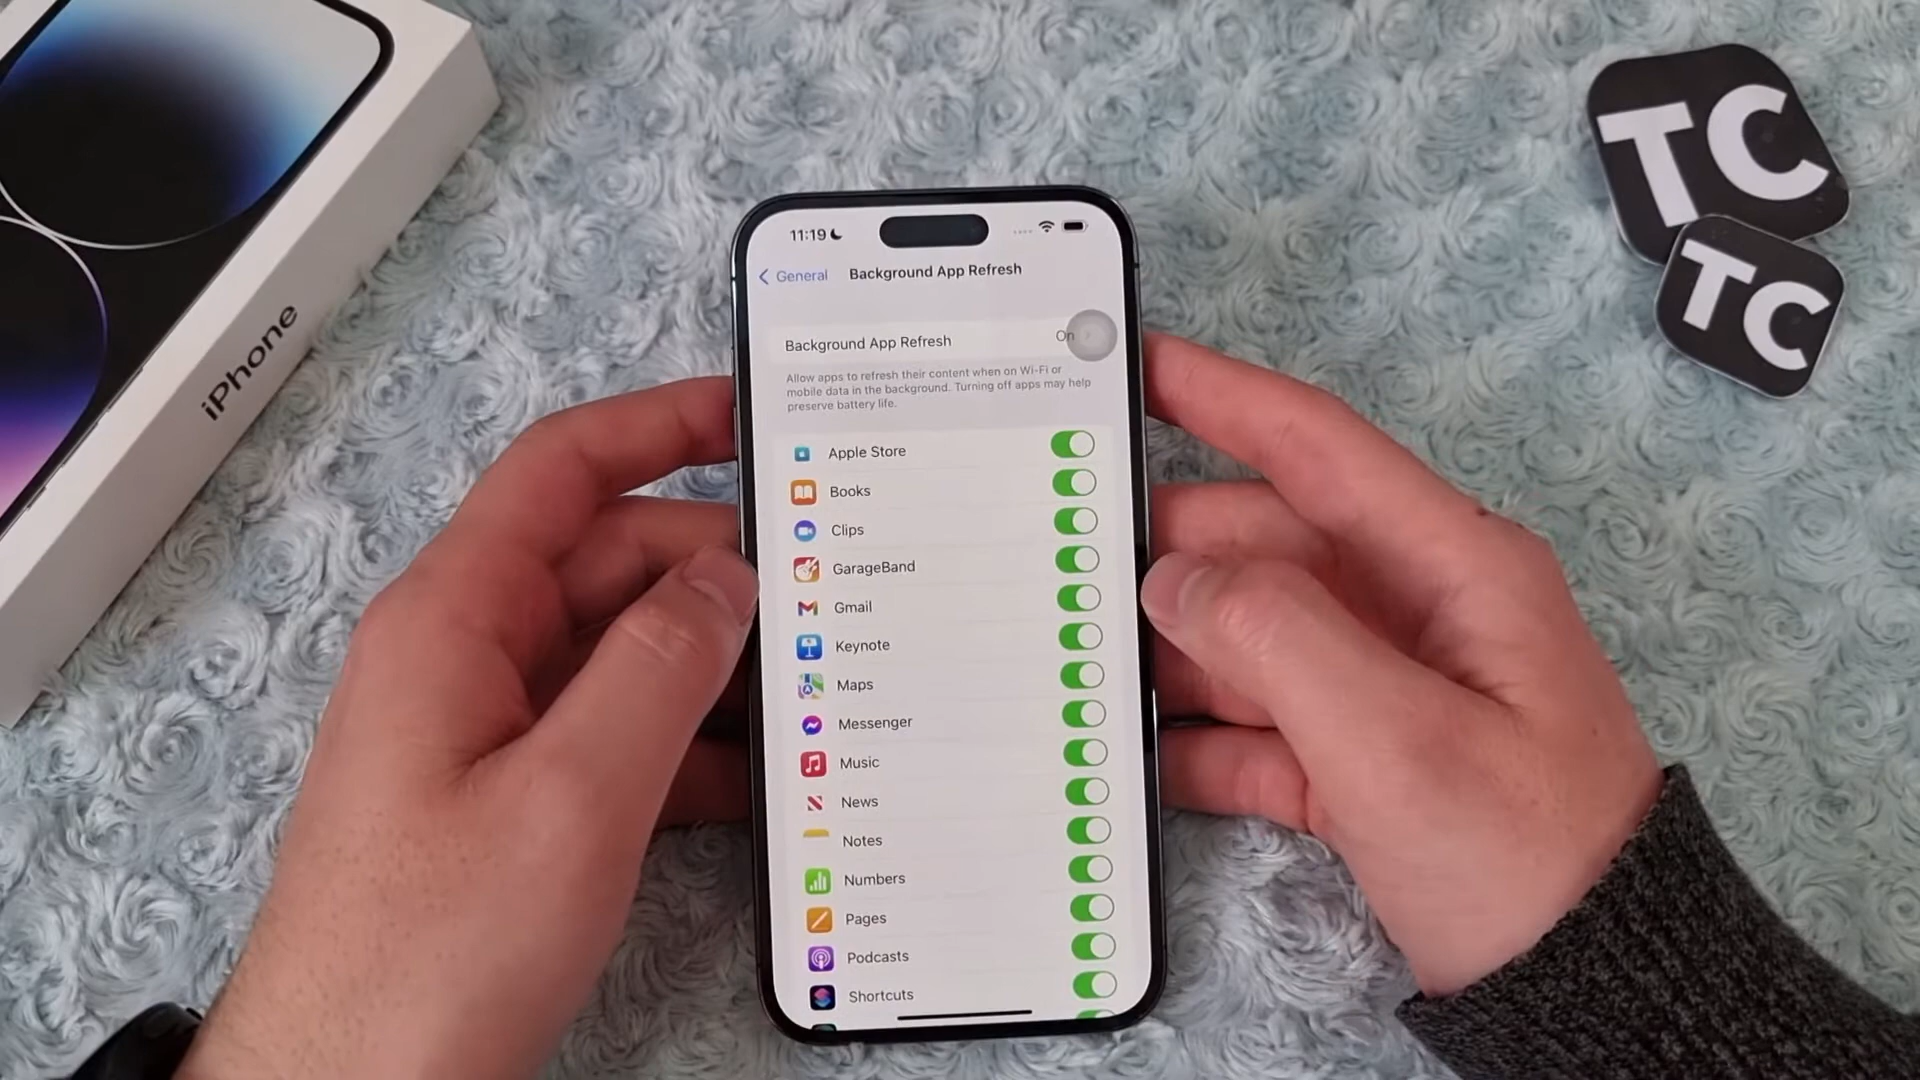 iPhone
TC
TC
11:19
General
Background App Refresh
Background App Refresh
On
Allow apps to refresh their content when on Wi-Fi or
mobile data in the background. Turning off apps may help
preserve battery life.
Apple Store
Books
Clips
GarageBand
Gmail
Keynote
Maps
Messenger
Music
News
Notes
Numbers
Pages
Podcasts
Shortcuts